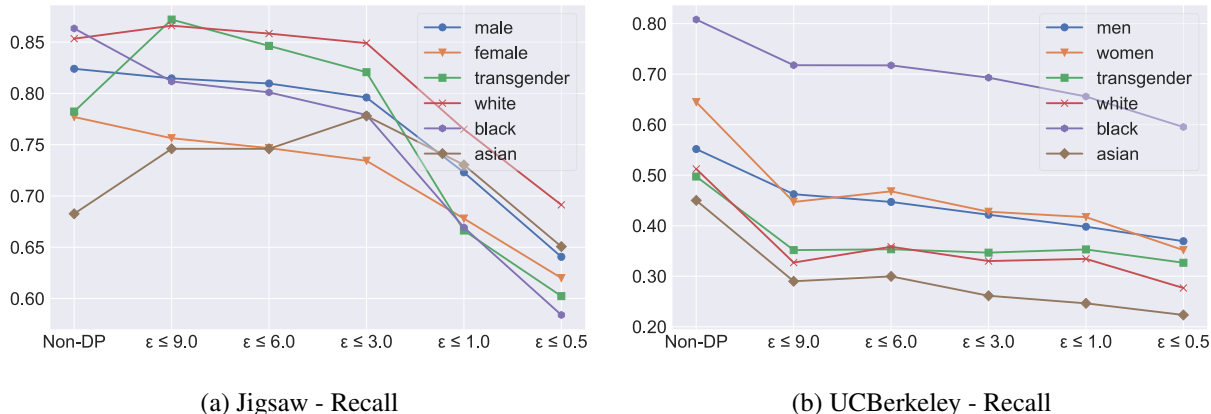 0.85
0.80
0.75
0.70
0.65
0.60
male
female
transgender
white
black
asian
Non-DP ε ≤ 9.0 ε ≤ 6.0 ε ≤ 3.0 ε ≤ 1.0 ε ≤ 0.5
(a) Jigsaw - Recall
0.80
0.70
0.60
0.50
0.40
0.30
0.20
men
women
transgender
white
black
asian
Non-DP ε ≤ 9.0 ε ≤ 6.0 ε ≤ 3.0 ε ≤ 1.0 ε ≤ 0.5
(b) UCBerkeley - Recall